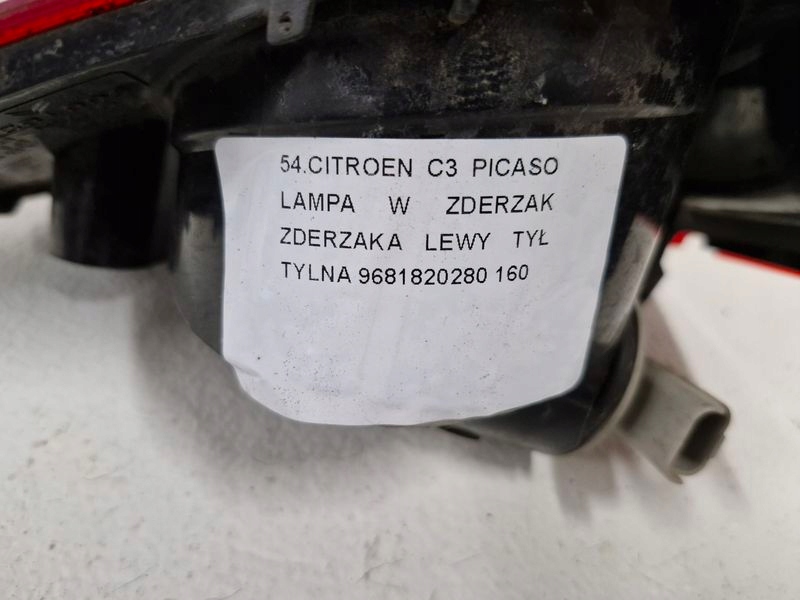 54.CITROEN C3 PICASO
LAMPA W ZDERZAK
ZDERZAKA LEWY TYŁ
TYLNA 9681820280 160